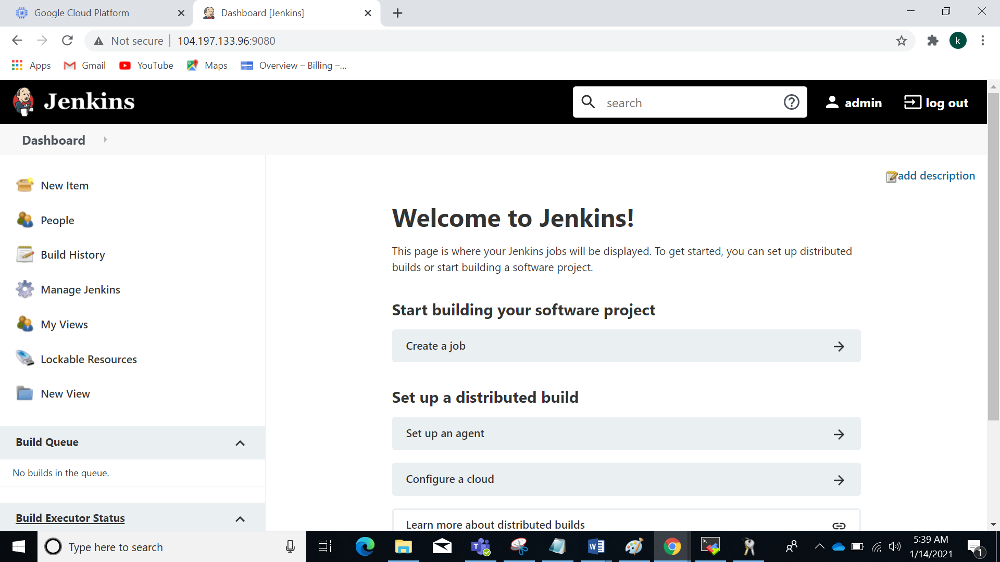 Google Cloud Platform
Dashboard [Jenkins]
Not secure
104.197.133.96:9080
k
Apps
Gmail
YouTube
Maps
Overview – Billing –...
Jenkins
search
admin
log out
Dashboard
New Item
People
Build History
Manage Jenkins
My Views
Lockable Resources
New View
Build Queue
No builds in the queue.
Build Executor Status
add description
Welcome to Jenkins!
This page is where your Jenkins jobs will be displayed. To get started, you can set up distributed
builds or start building a software project.
Start building your software project
Create a job
Set up a distributed build
Set up an agent
Configure a cloud
Learn more about distributed builds
Type here to search
5:39 AM
1/14/2021
1